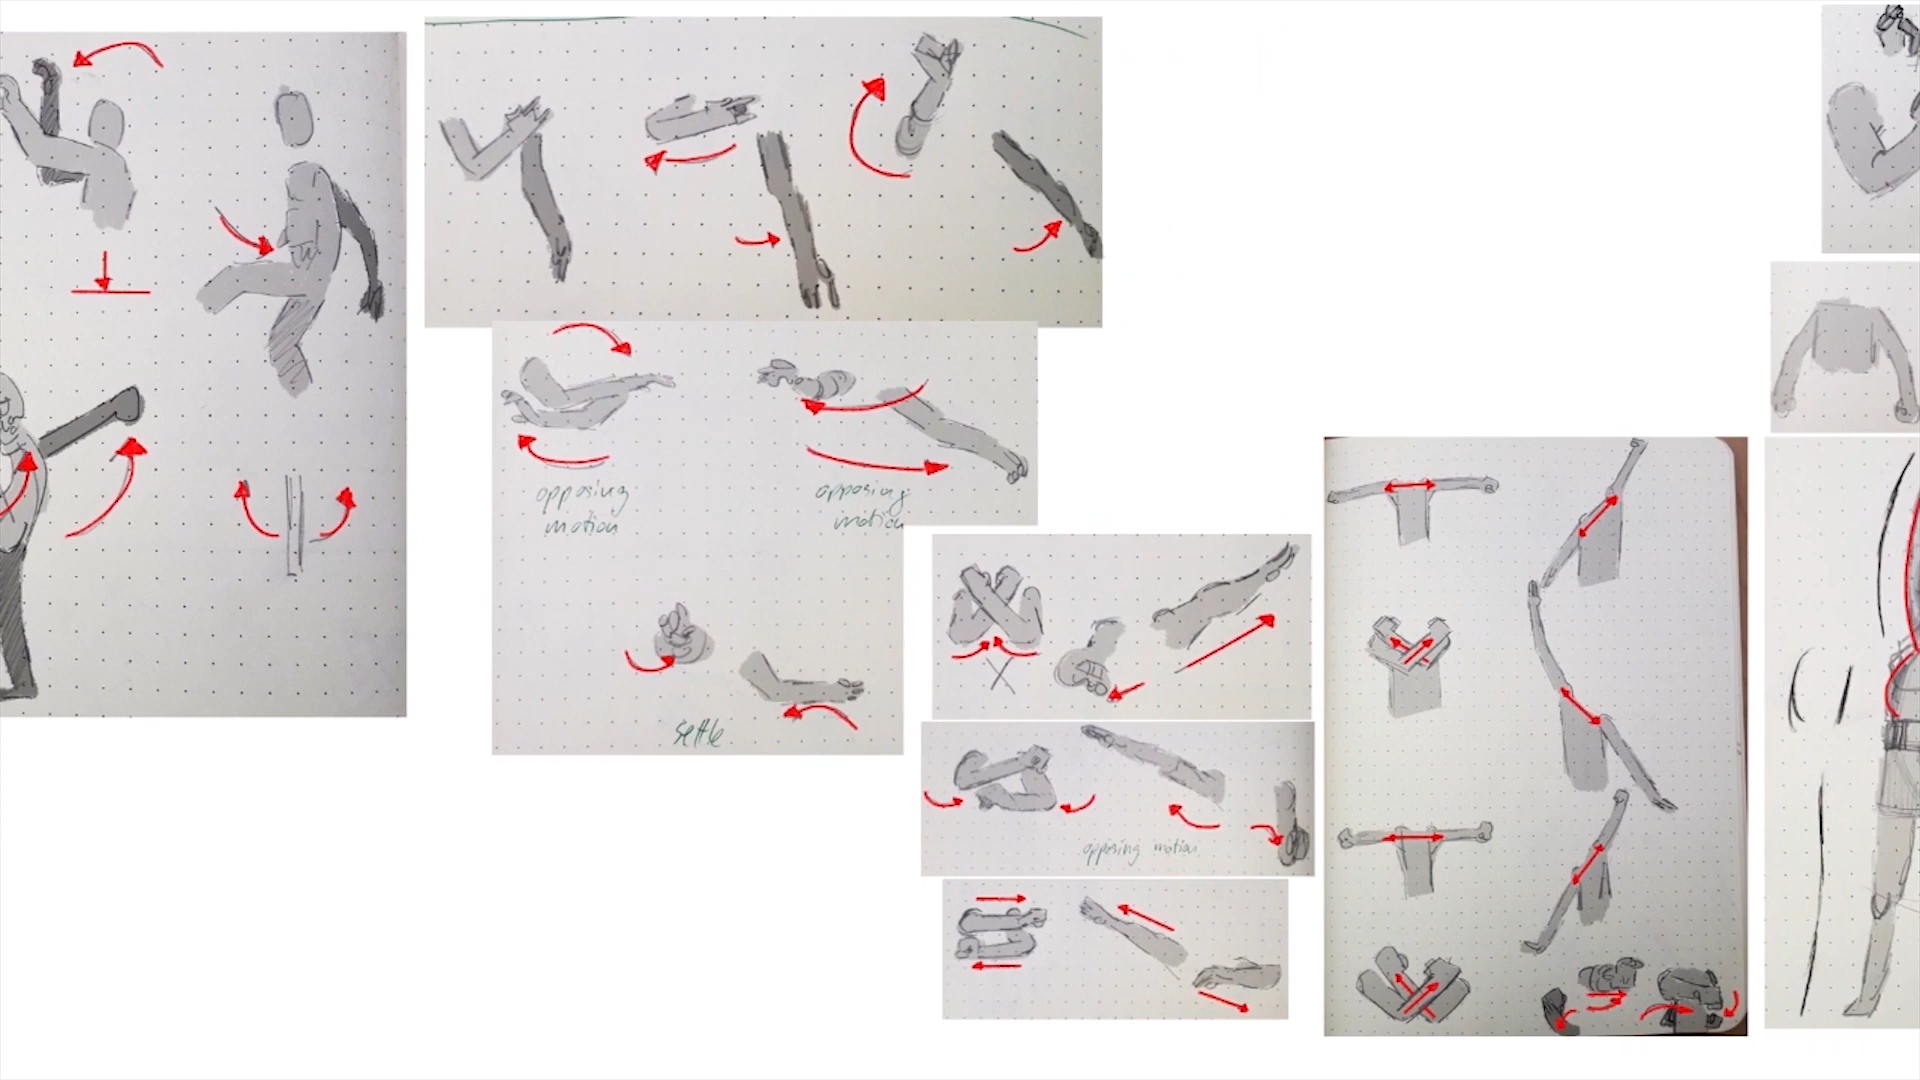 opposing
motion
opposing
motion
settle
opposing motion